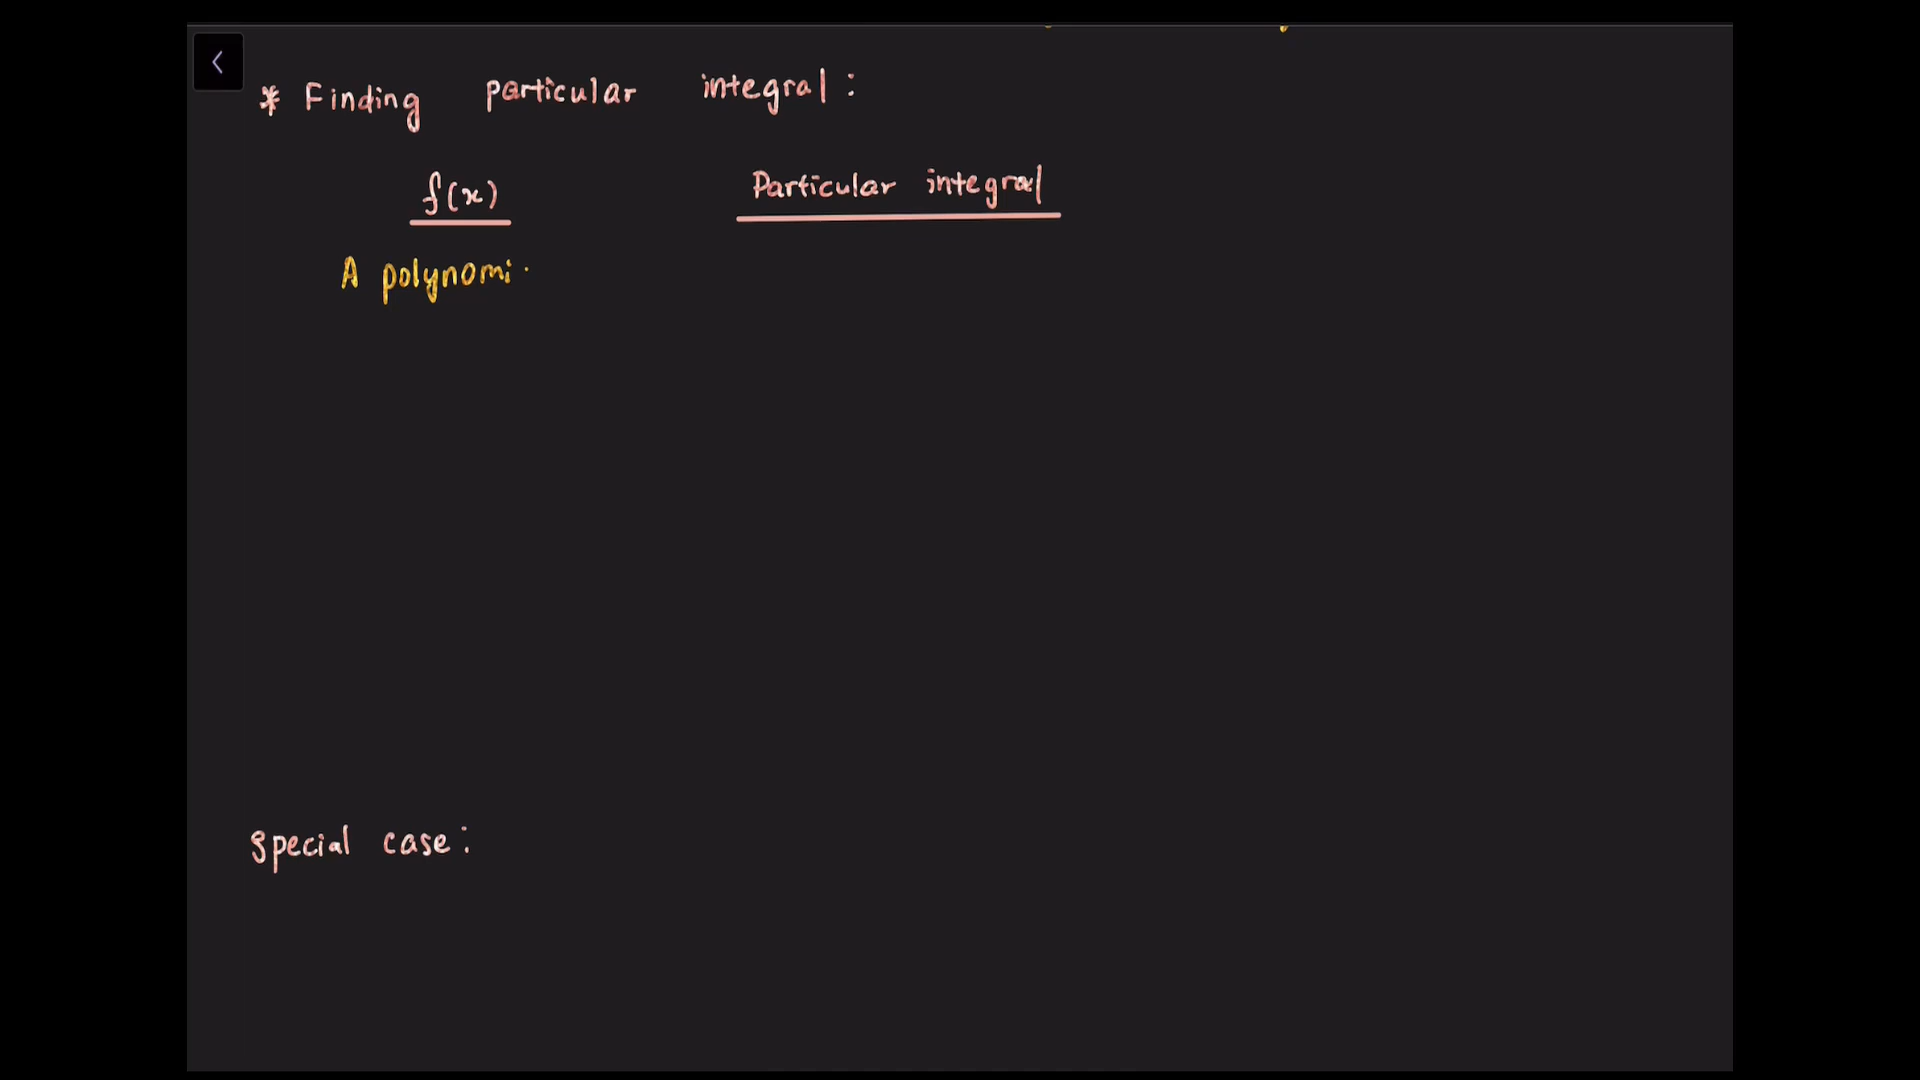 * Finding particular integral :
f(x) Particular integral
A polynomi
special case :